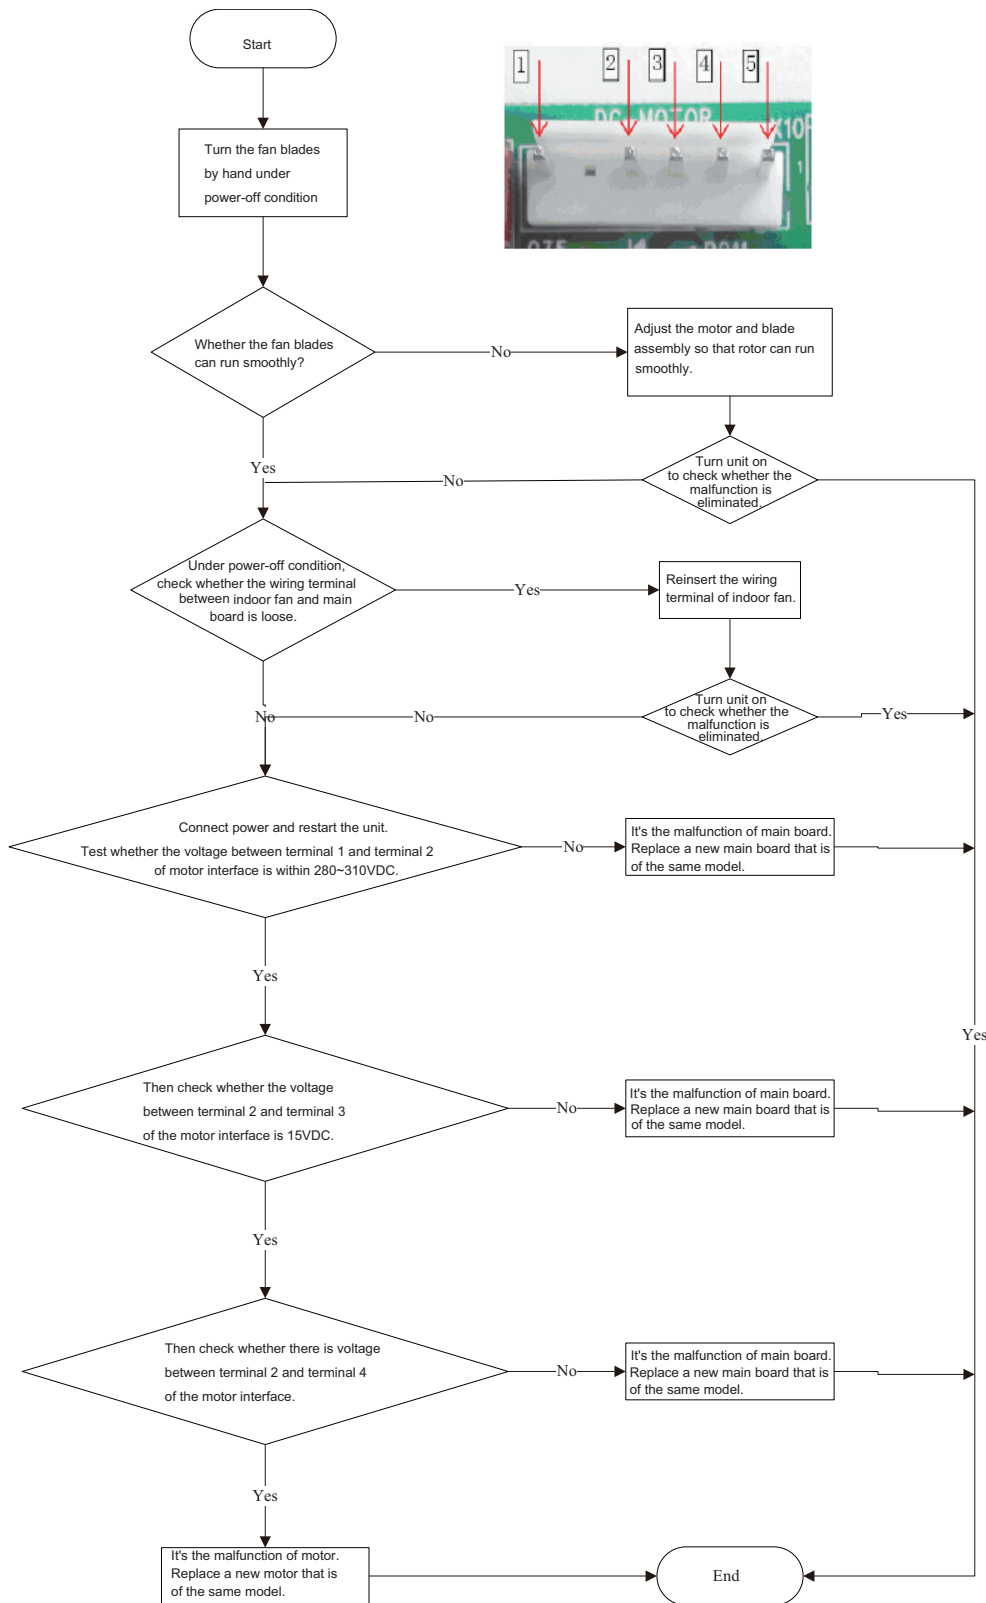 Start
1
2
3
4
5
DC MOTOR
Turn the fan blades
by hand under
power-off condition
Whether the fan blades
can run smoothly?
No
Adjust the motor and blade
assembly so that rotor can run
smoothly.
Yes
Turn unit on
to check whether the
malfunction is
eliminated.
No
Under power-off condition,
check whether the wiring terminal
between indoor fan and main
board is loose.
Yes
Reinsert the wiring
terminal of indoor fan.
Turn unit on
to check whether the
malfunction is
eliminated.
No
No
Yes
Connect power and restart the unit.
Test whether the voltage between terminal 1 and terminal 2
of motor interface is within 280~310VDC.
No
It's the malfunction of main board.
Replace a new main board that is
of the same model.
Yes
Yes
Then check whether the voltage
between terminal 2 and terminal 3
of the motor interface is 15VDC.
No
It's the malfunction of main board.
Replace a new main board that is
of the same model.
Yes
Then check whether there is voltage
between terminal 2 and terminal 4
of the motor interface.
No
It's the malfunction of main board.
Replace a new main board that is
of the same model.
Yes
It's the malfunction of motor.
Replace a new motor that is
of the same model.
End